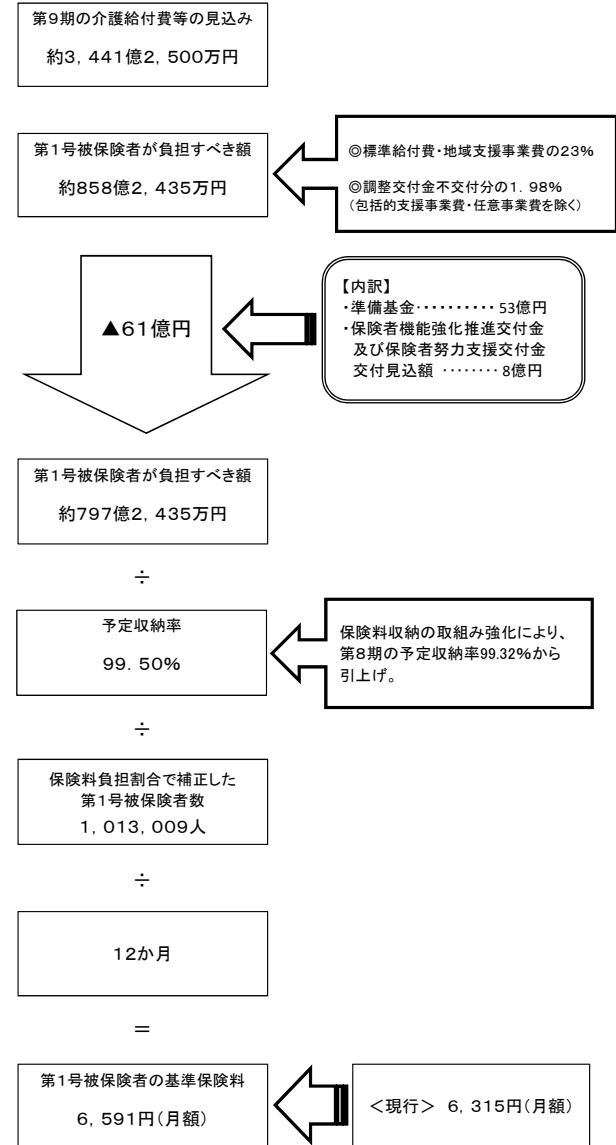 第9期の介護給付費等の見込み
約3,441億2,500万円
第1号被保険者が負担すべき額
約858億2,435万円
◎標準給付費・地域支援事業費の23%
◎調整交付金不交付分の1.98%
(包括的支援事業費・任意事業費を除く)
▲61億円
【内訳】
・準備基金・・・・・・・・・・53億円
・保険者機能強化推進交付金
及び保険者努力支援交付金
交付見込額 ・・・・・・・・8億円
第1号被保険者が負担すべき額
約797億2,435万円
÷
予定収納率
99.50%
保険料収納の取組み強化により、
第8期の予定収納率99.32%から
引上げ。
÷
保険料負担割合で補正した
第1号被保険者数
1,013,009人
÷
12か月
=
第1号被保険者の基準保険料
6,591円(月額)
<現行> 6,315円(月額)